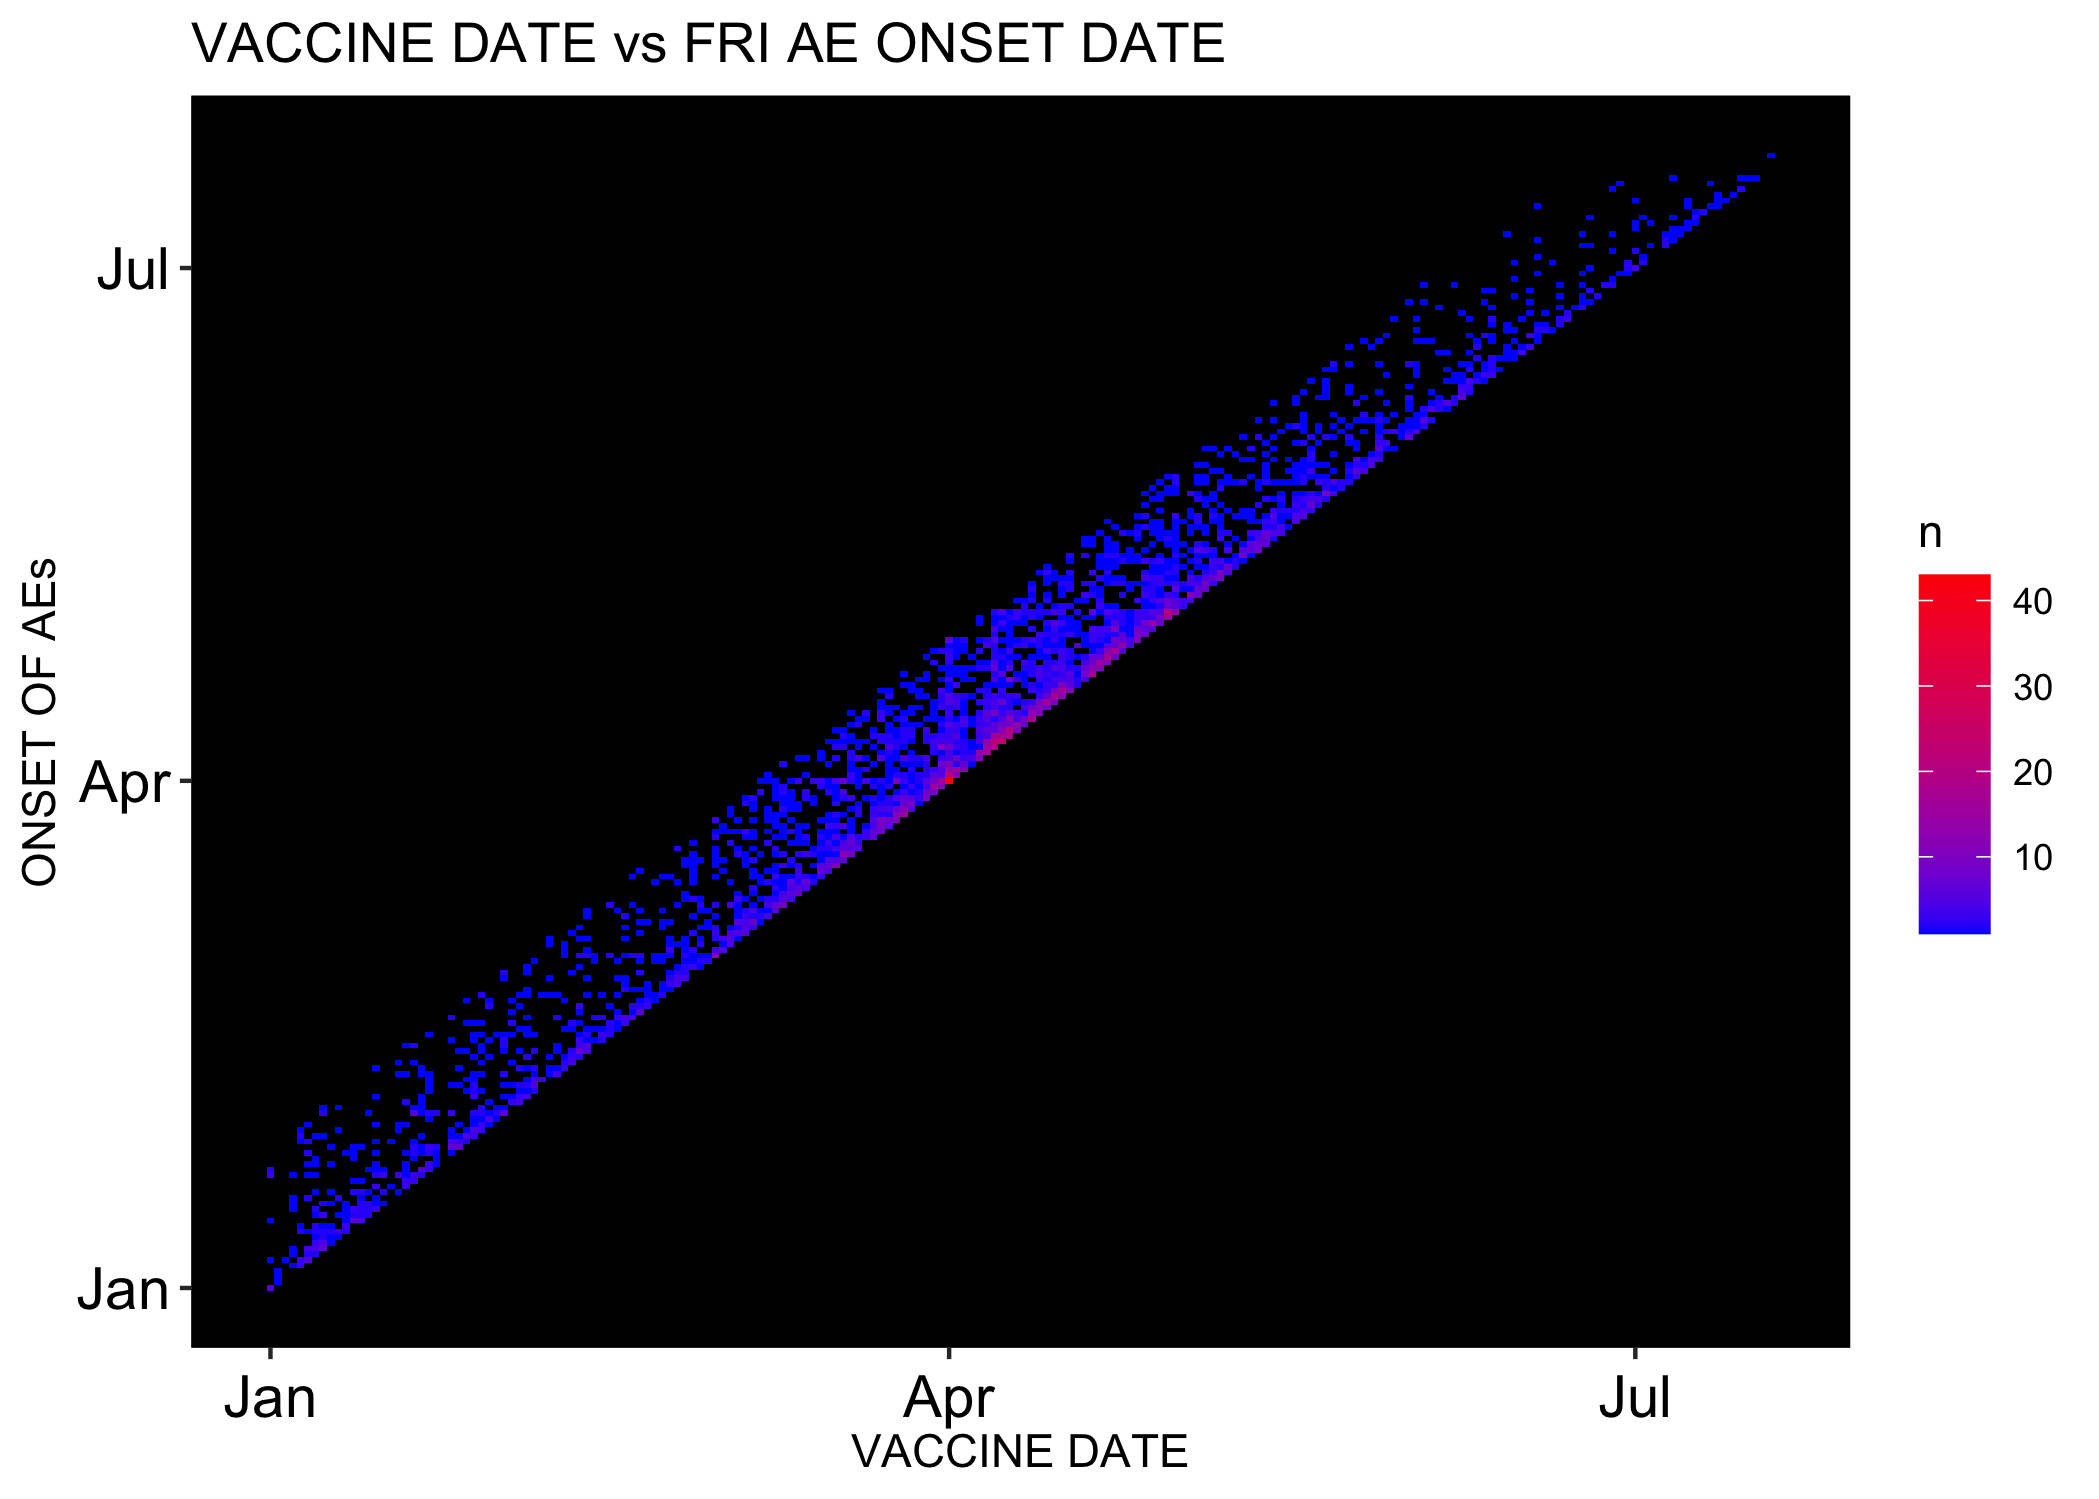 VACCINE DATE vs FRI AE ONSET DATE
Jul
Apr
Jan
ONSET OF AEs
Jan
Apr
Jul
VACCINE DATE
n
40
30
20
10